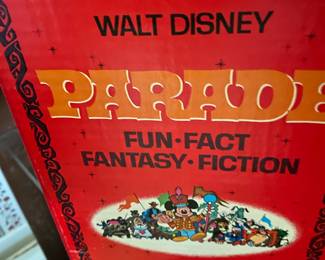 WALT DISNEY
PARADE
FUN·FACT
FANTASY·FICTION